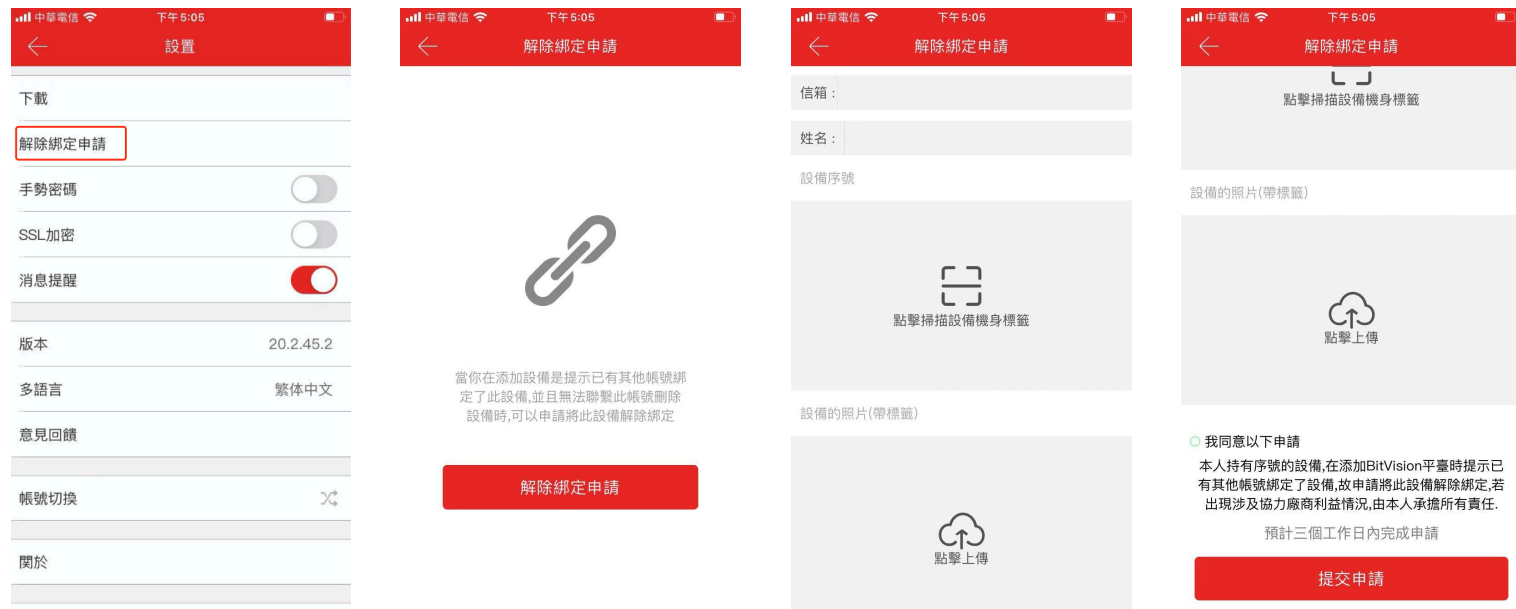 中華電信
下午5:05
設置
下載
解除綁定申請
手勢密碼
SSL加密
消息提醒
版本
20.2.45.2
多語言
繁体中文
意見回饋
帳號切換
関於
中華電信
下午5:05
解除綁定申請
當你在添加設備是提示已有其他帳號綁
定了此設備,並且無法聯繫此帳號刪除
設備時,可以申請將此設備解除綁定
解除綁定申請
中華電信
下午5:05
解除綁定申請
信箱 :
姓名 :
設備序號
點擊掃描設備機身標籤
設備的照片(帶標籤)
點擊上傳
中華電信
下午5:05
解除綁定申請
點擊掃描設備機身標籤
設備的照片(帶標籤)
點擊上傳
我同意以下申請
本人持有序號的設備,在添加BitVision平臺時提示已
有其他帳號綁定了設備,故申請將此設備解除綁定,若
出現涉及協力廠商利益情況,由本人承擔所有責任.
預計三個工作日內完成申請
提交申請